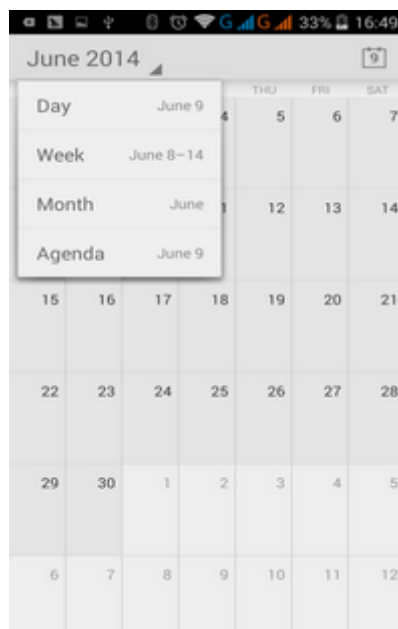 G G 33% 16:49
June 2014 9
THU FRI SAT
Day June 9
4 5 6 7
Week June 8–14
Month June
1 12 13 14
Agenda June 9
15 16 17 18 19 20 21
22 23 24 25 26 27 28
29 30 1 2 3 4 5
6 7 8 9 10 11 12